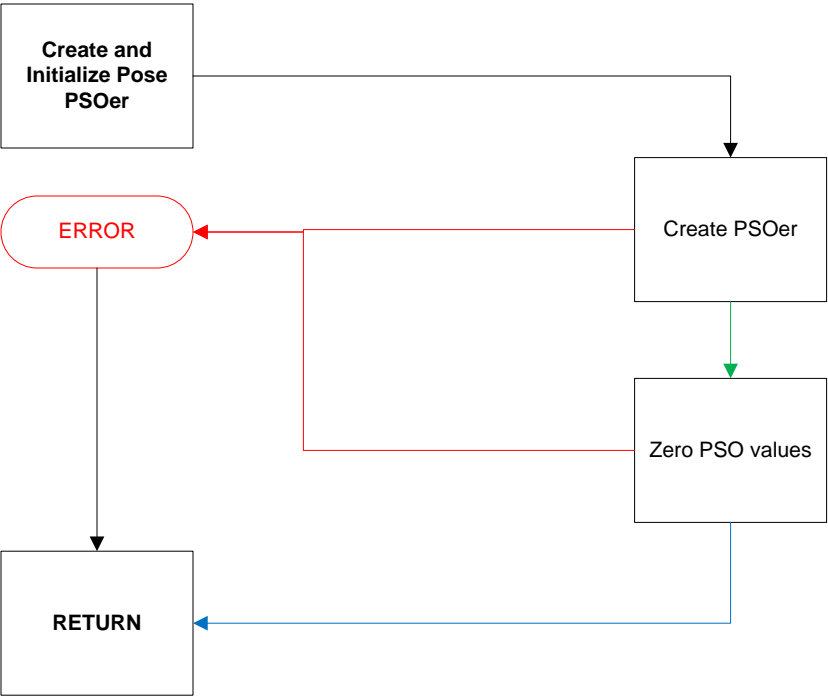 Create and
Initialize Pose
PSOer
ERROR
Create PSOer
Zero PSO values
RETURN